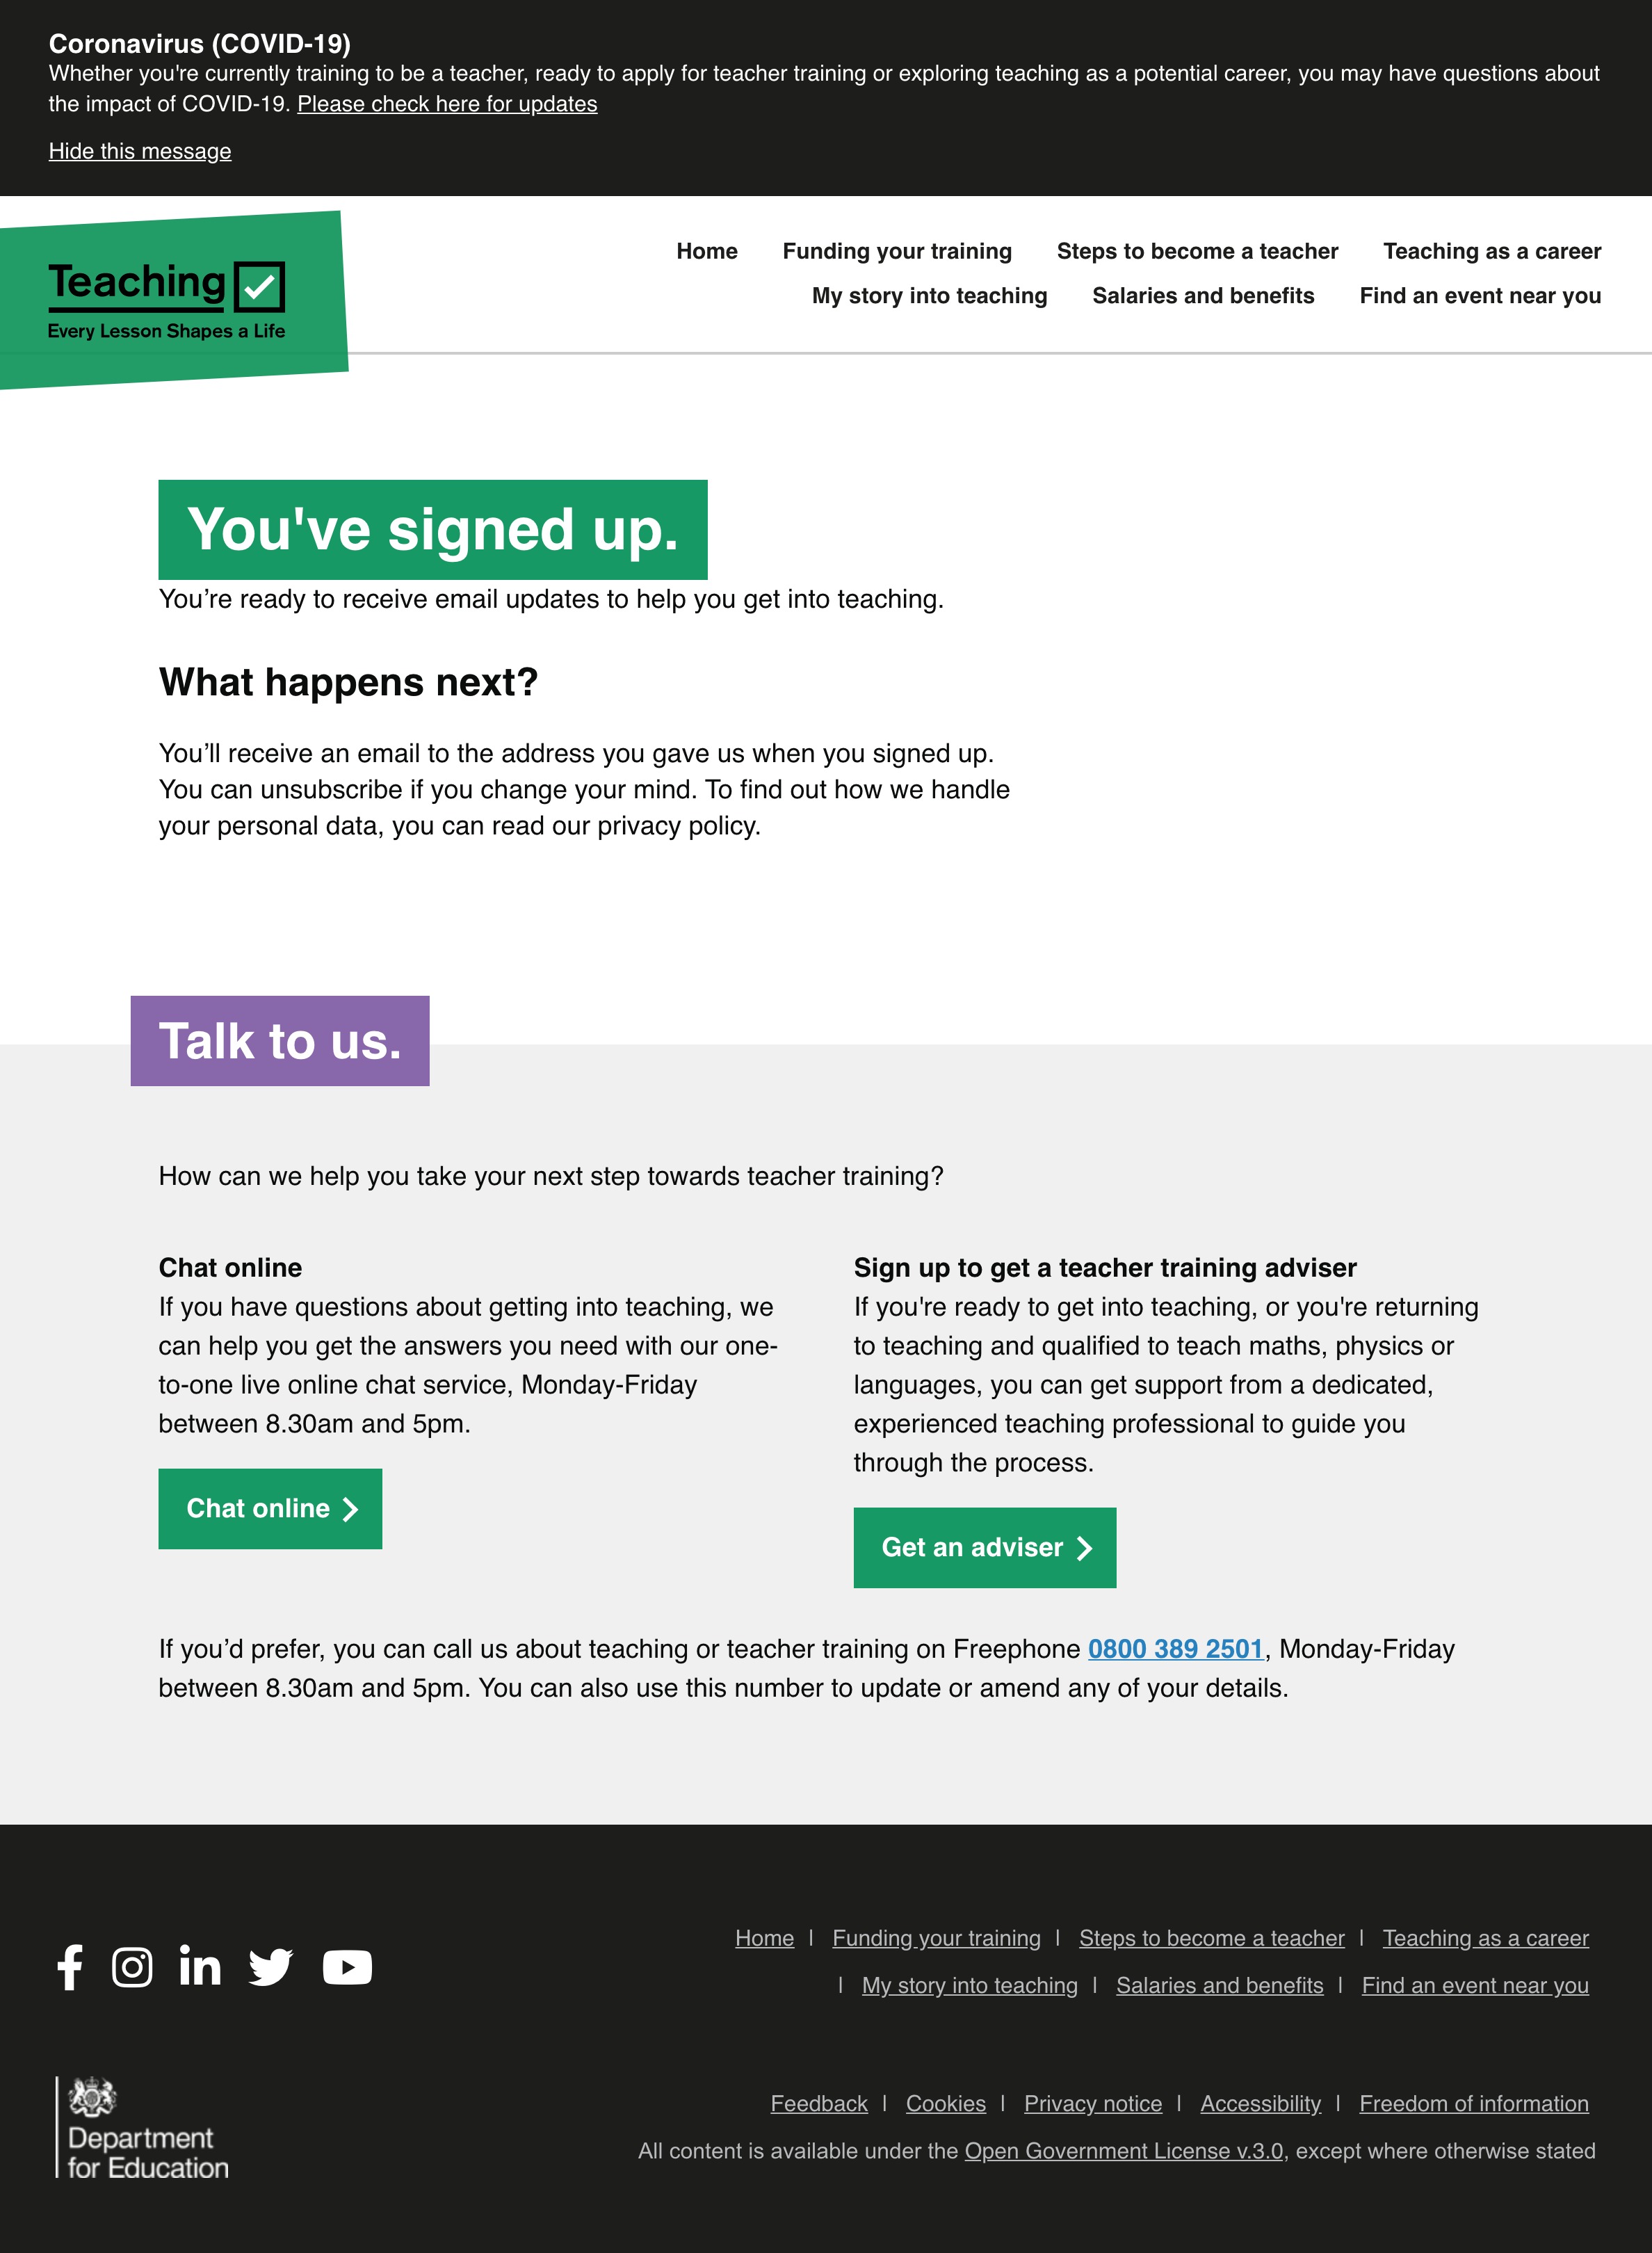 Coronavirus (COVID-19)
Whether you're currently training to be a teacher, ready to apply for teacher training or exploring teaching as a potential career, you may have questions about
the impact of COVID-19. Please check here for updates
Hide this message
Teaching
Every Lesson Shapes a Life
Home Funding your training Steps to become a teacher Teaching as a career
My story into teaching Salaries and benefits Find an event near you
You've signed up.
You’re ready to receive email updates to help you get into teaching.
What happens next?
You’ll receive an email to the address you gave us when you signed up.
You can unsubscribe if you change your mind. To find out how we handle
your personal data, you can read our privacy policy.
Talk to us.
How can we help you take your next step towards teacher training?
Chat online
If you have questions about getting into teaching, we
can help you get the answers you need with our one-
to-one live online chat service, Monday-Friday
between 8.30am and 5pm.
Chat online
Sign up to get a teacher training adviser
If you're ready to get into teaching, or you're returning
to teaching and qualified to teach maths, physics or
languages, you can get support from a dedicated,
experienced teaching professional to guide you
through the process.
Get an adviser
If you’d prefer, you can call us about teaching or teacher training on Freephone 0800 389 2501, Monday-Friday
between 8.30am and 5pm. You can also use this number to update or amend any of your details.
Home | Funding your training | Steps to become a teacher | Teaching as a career
| My story into teaching | Salaries and benefits | Find an event near you
Department
for Education
Feedback | Cookies | Privacy notice | Accessibility | Freedom of information
All content is available under the Open Government License v.3.0, except where otherwise stated